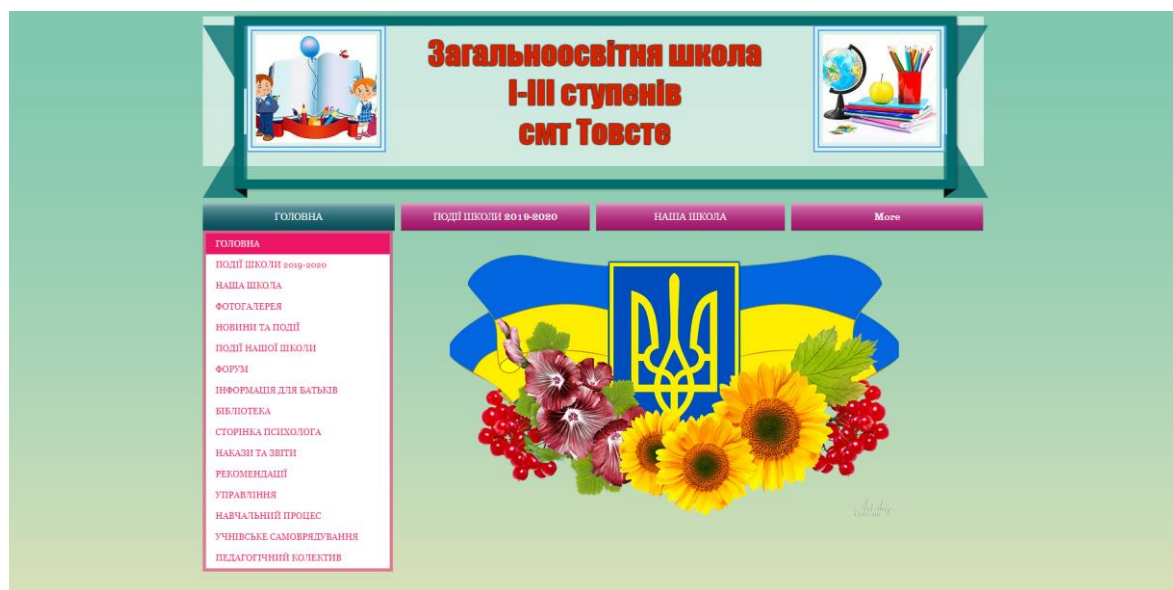 Загальноосвітня школа
І-ІІІ ступенів
смт Товсте
ГОЛОВНА
ПОДІЇ ШКОЛИ 2019-2020
НАША ШКОЛА
More
ГОЛОВНА
ПОДІЇ ШКОЛИ 2019-2020
НАША ШКОЛА
ФОТОГАЛЕРЕЯ
НОВИНИ ТА ПОДІЇ
ПОДІЇ НАШОЇ ШКОЛИ
ФОРУМ
ІНФОРМАЦІЯ ДЛЯ БАТЬКІВ
БІБЛІОТЕКА
СТОРІНКА ПСИХОЛОГА
НАКАЗИ ТА ЗВІТИ
РЕКОМЕНДАЦІЇ
УПРАВЛІННЯ
НАВЧАЛЬНИЙ ПРОЦЕС
УЧНІВСЬКЕ САМОВРЯДУВАННЯ
ПЕДАГОГІЧНИЙ КОЛЕКТИВ